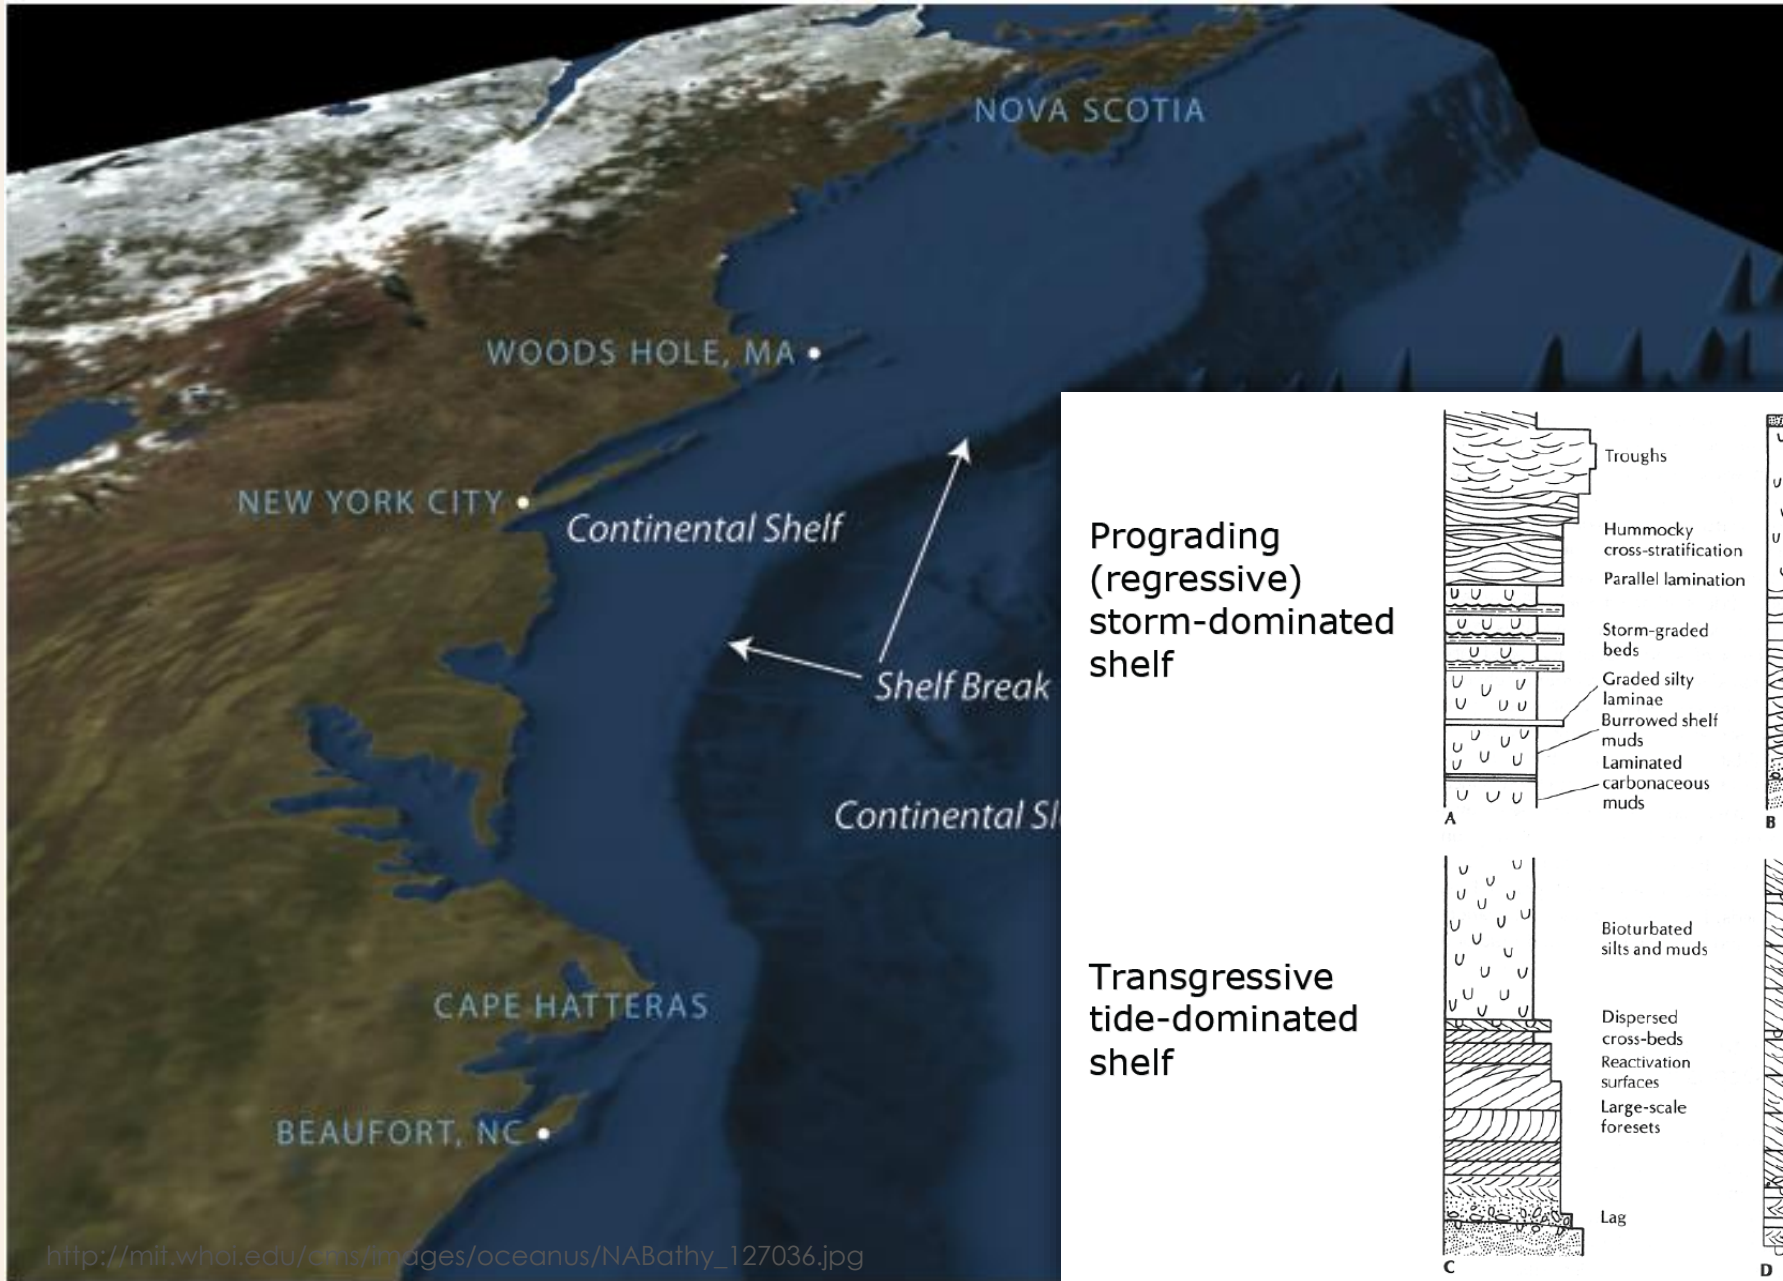 NOVA SCOTIA
WOODS HOLE, MA
NEW YORK CITY
Continental Shelf
Shelf Break
Continental Sl
CAPE HATTERAS
BEAUFORT, NC
http://mit.whoi.edu/cms/images/oceanus/NABathy_127036.jpg
Prograding
(regressive)
storm-dominated
shelf
Troughs
Hummocky
cross-stratification
Parallel lamination
Storm-graded
beds
Graded silty
laminae
Burrowed shelf
muds
Laminated
carbonaceous
muds
A
B
Transgressive
tide-dominated
shelf
Bioturbated
silts and muds
Dispersed
cross-beds
Reactivation
surfaces
Large-scale
foresets
Lag
C
D